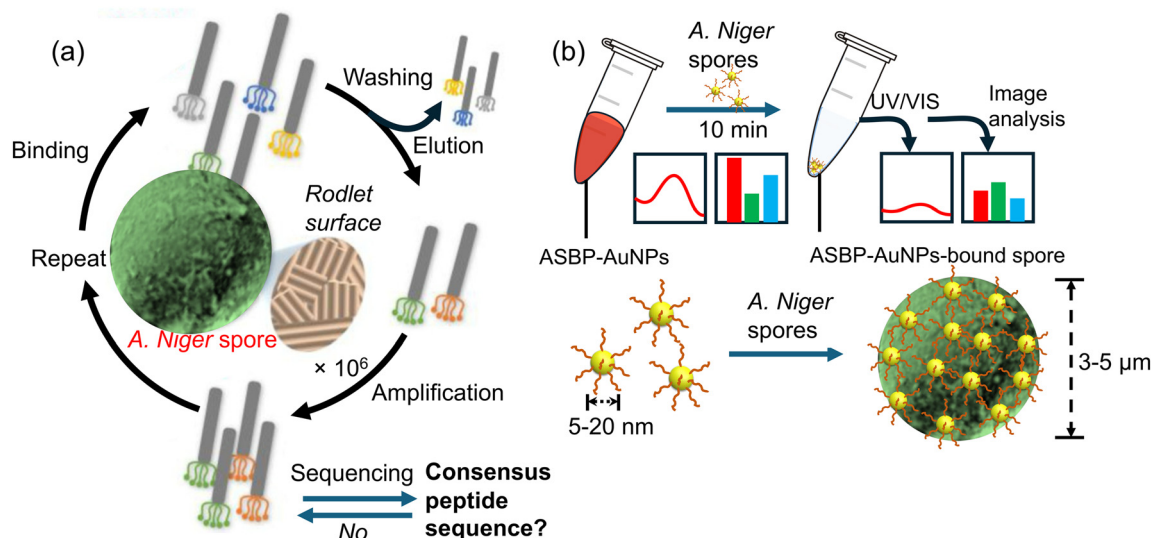 (a)
Washing
Elution
Binding
Rodlet
surface
Repeat
A. Niger spore
× 10⁶
Amplification
Sequencing
No
Consensus
peptide
sequence?
(b)
A. Niger
spores
10 min
UV/VIS
Image
analysis
ASBP-AuNPs
ASBP-AuNPs-bound spore
A. Niger
spores
5-20 nm
3-5 μm